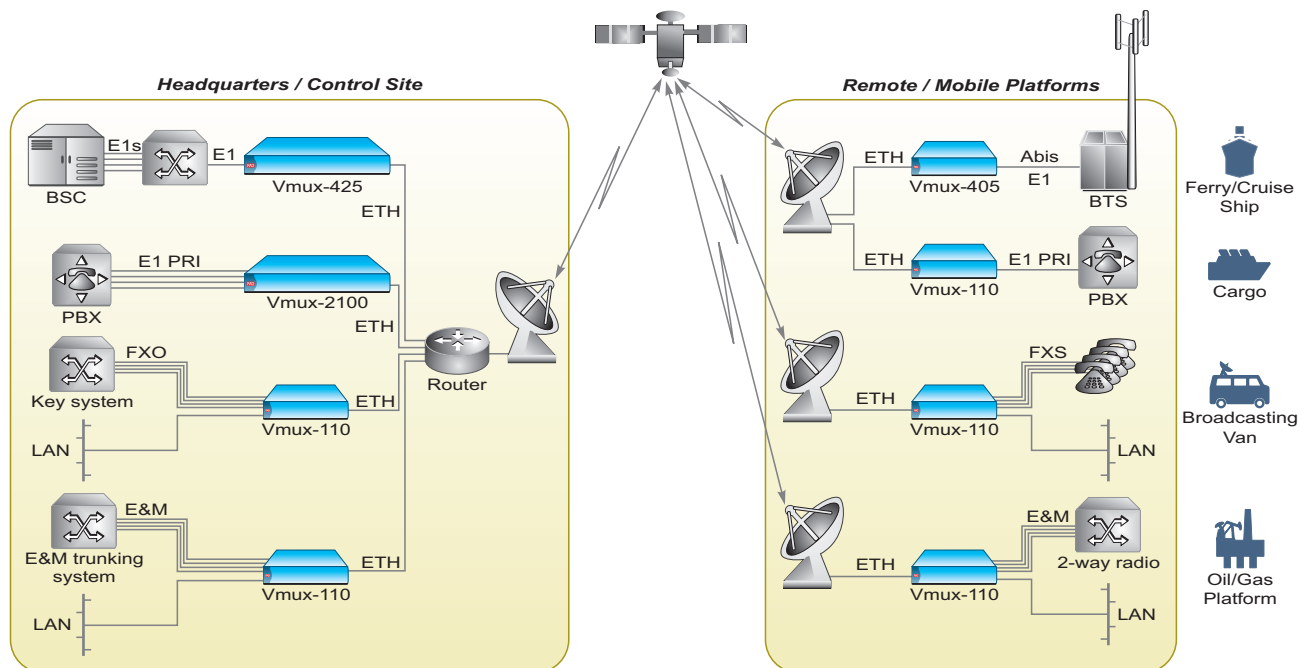 Headquarters / Control Site
Remote / Mobile Platforms
BSC
E1s
E1
Vmux-425
ETH
PBX
E1 PRI
Vmux-2100
ETH
Key system
FXO
Vmux-110
ETH
LAN
Router
E&M trunking
system
E&M
Vmux-110
ETH
LAN
ETH
Vmux-405
Abis
E1
BTS
ETH
Vmux-110
E1 PRI
PBX
ETH
Vmux-110
FXS
LAN
ETH
Vmux-110
E&M
2-way radio
LAN
Ferry/Cruise
Ship
Cargo
Broadcasting
Van
Oil/Gas
Platform